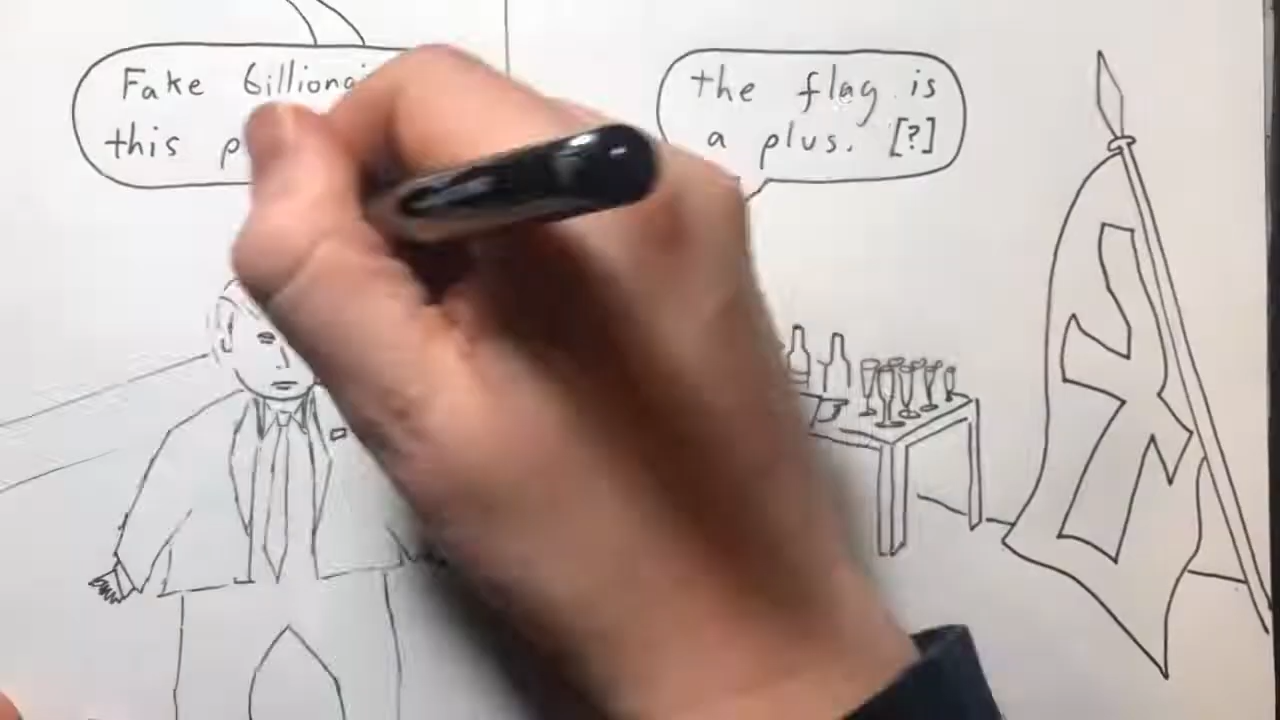 Fake
this
the flag is
a plus. [?]